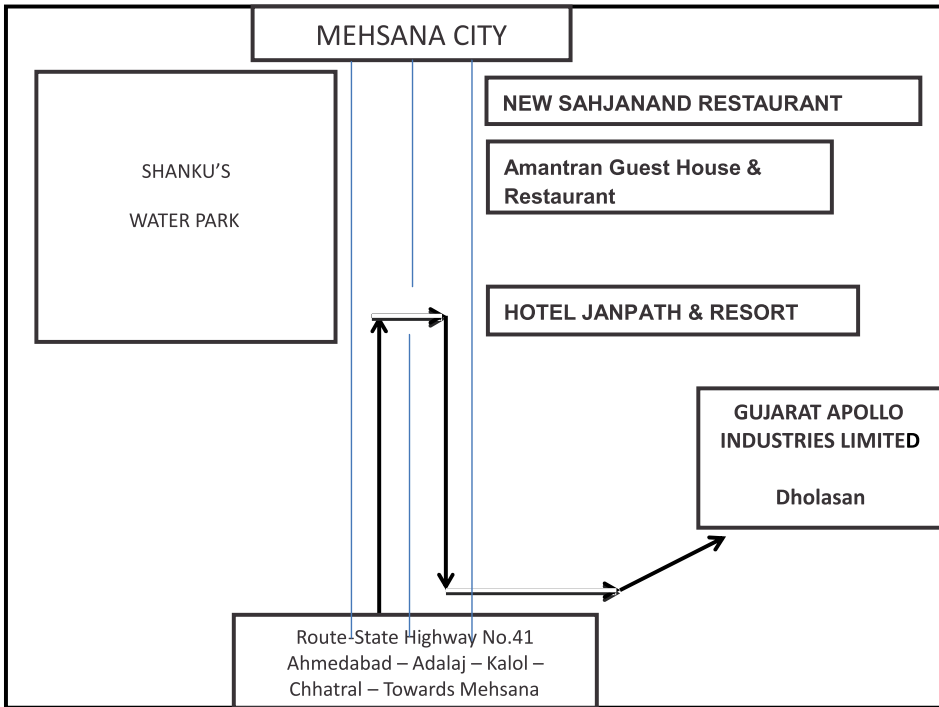 MEHSANA CITY
NEW SAHJANAND RESTAURANT
SHANKU’S
WATER PARK
Amantran Guest House &
Restaurant
HOTEL JANPATH & RESORT
GUJARAT APOLLO
INDUSTRIES LIMITED
Dholasan
Route-State Highway No.41
Ahmedabad – Adalaj – Kalol –
Chhatral – Towards Mehsana